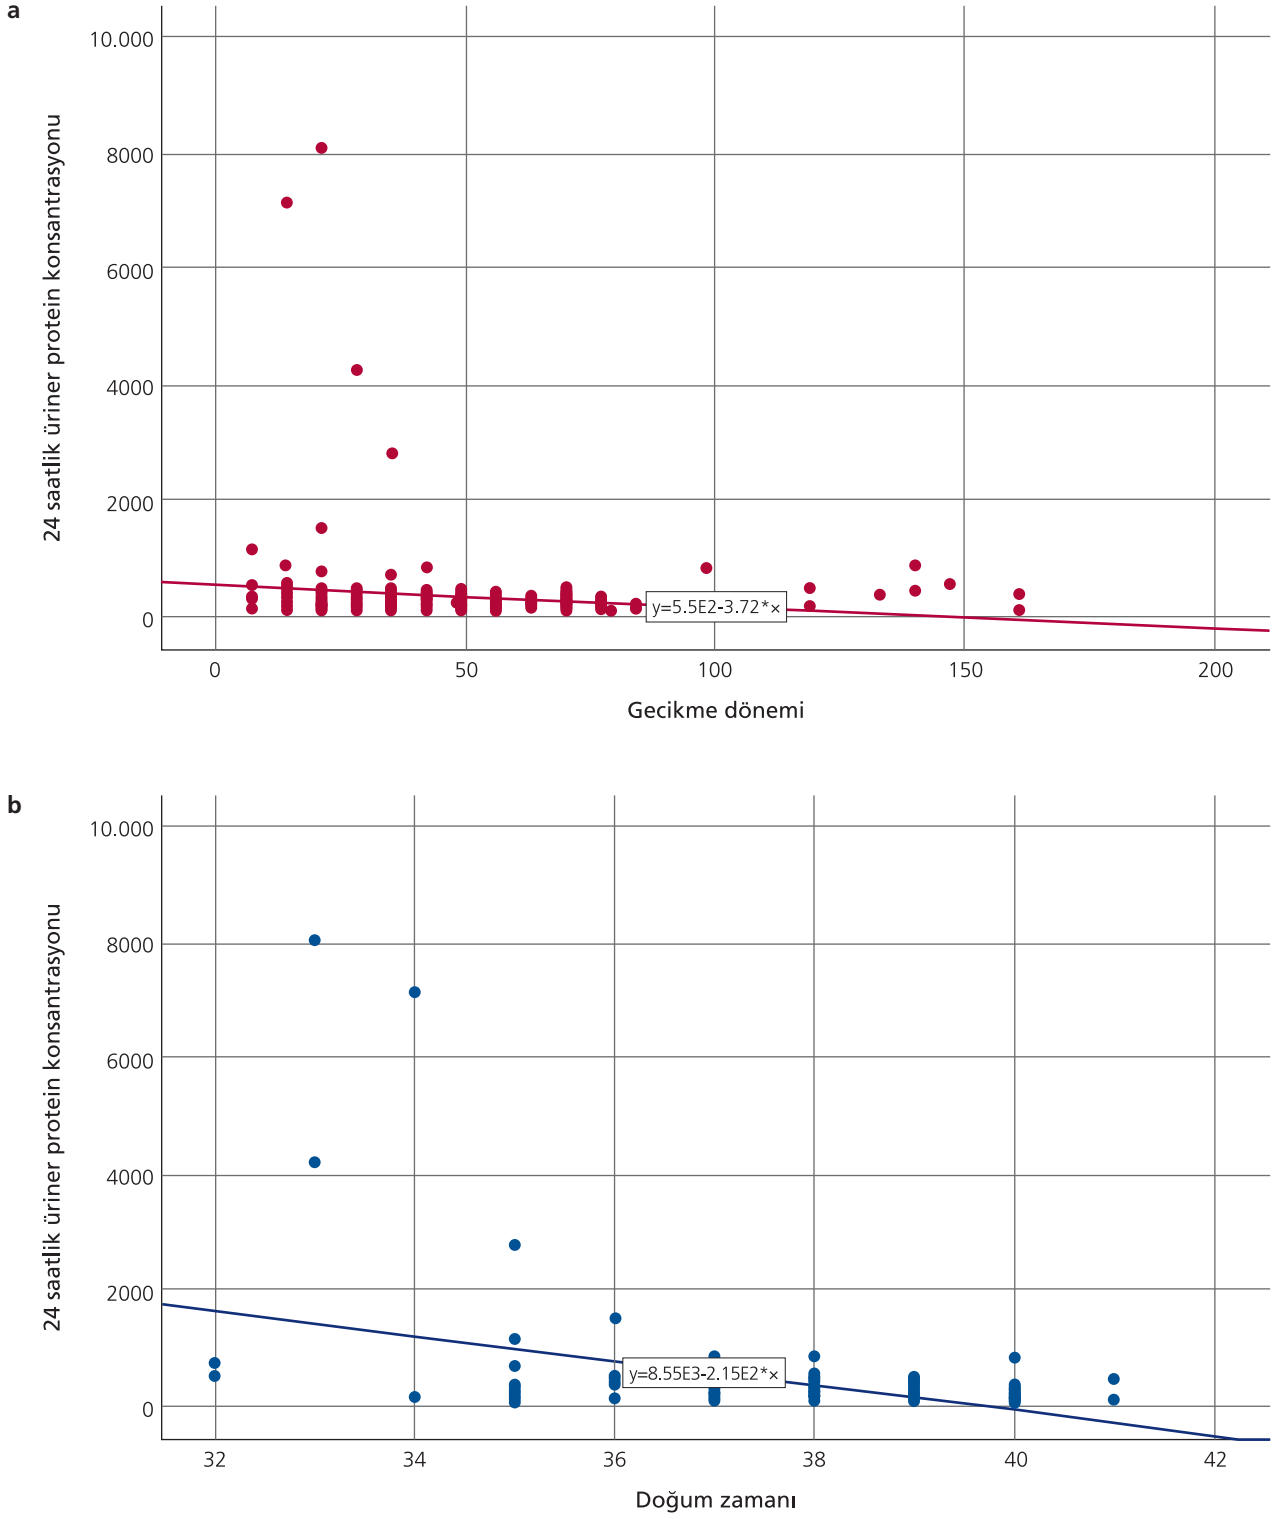 a
24 saatlik üriner protein konsantrasyonu
10.000
8000
6000
4000
2000
0
y=5.5E2-3.72*×
0 50 100 150 200
Gecikme dönemi
b
24 saatlik üriner protein konsantrasyonu
10.000
8000
6000
4000
2000
0
y=8.55E3-2.15E2*×
32 34 36 38 40 42
Doğum zamanı